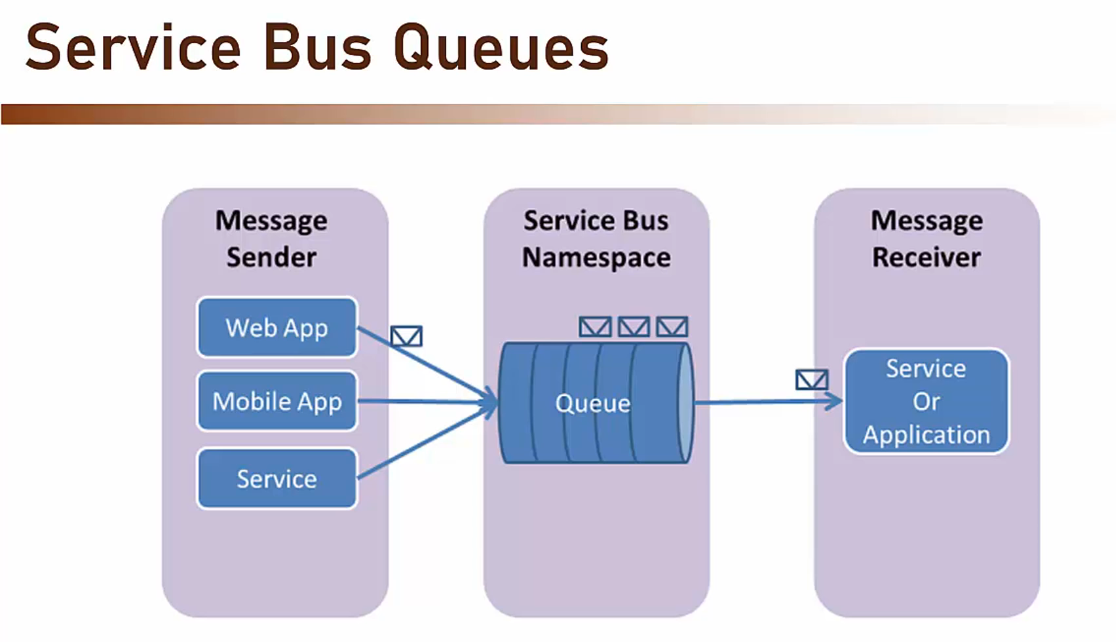 Service Bus Queues
Message
Sender
Web App
Mobile App
Service
Service Bus
Namespace
Queue
Message
Receiver
Service
Or
Application